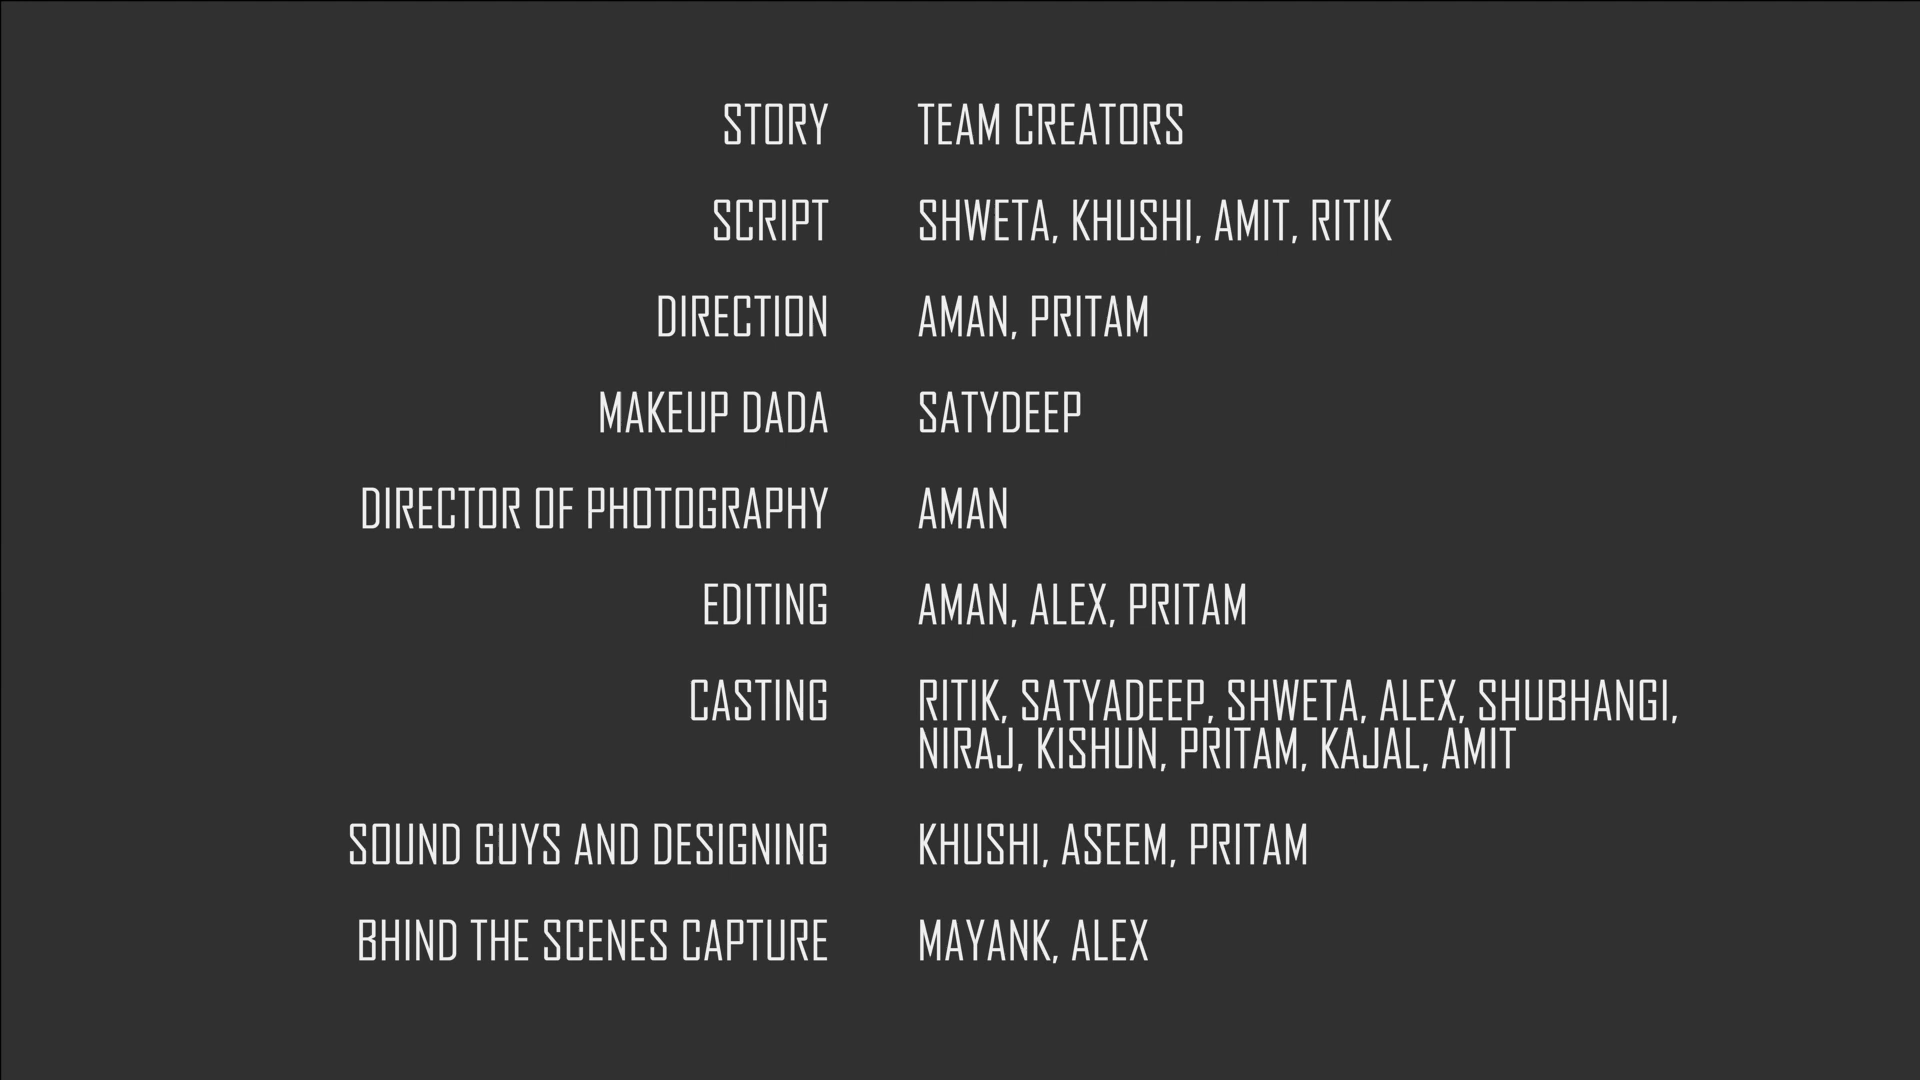 STORY TEAM CREATORS
SCRIPT SHWETA, KHUSHI, AMIT, RITIK
DIRECTION AMAN, PRITAM
MAKEUP DADA SATYDEEP
DIRECTOR OF PHOTOGRAPHY AMAN
EDITING AMAN, ALEX, PRITAM
CASTING RITIK, SATYADEEP, SHWETA, ALEX, SHUBHANGI,
NIRAJ, KISHUN, PRITAM, KAJAL, AMIT
SOUND GUYS AND DESIGNING KHUSHI, ASEEM, PRITAM
BHIND THE SCENES CAPTURE MAYANK, ALEX